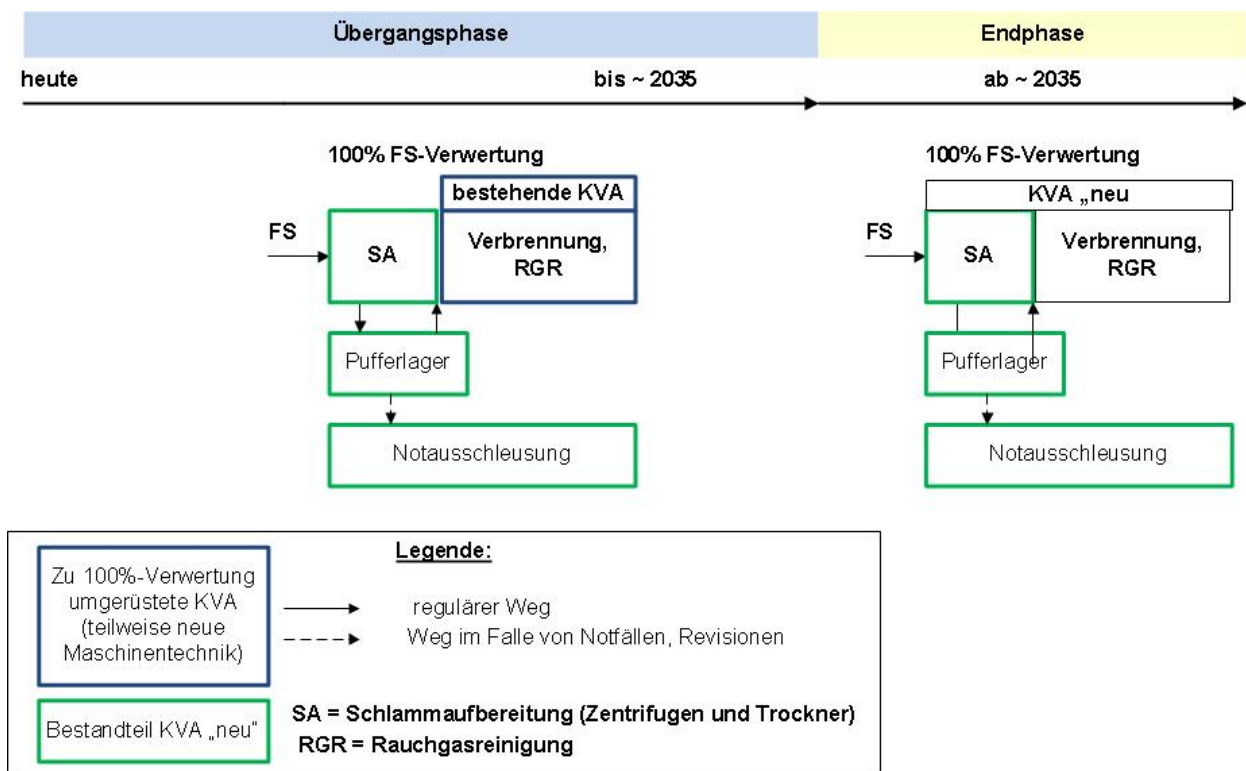 Übergangsphase
Endphase
heute
bis ~ 2035
ab ~ 2035
100% FS-Verwertung
bestehende KVA
FS
SA
Verbrennung,
RGR
Pufferlager
Notausschleusung
100% FS-Verwertung
KVA „neu
FS
SA
Verbrennung,
RGR
Pufferlager
Notausschleusung
Legende:
Zu 100%-Verwertung
umgerüstete KVA
(teilweise neue
Maschinentechnik)
regulärer Weg
Weg im Falle von Notfällen, Revisionen
Bestandteil KVA „neu“
SA = Schlammaufbereitung (Zentrifugen und Trockner)
RGR = Rauchgasreinigung